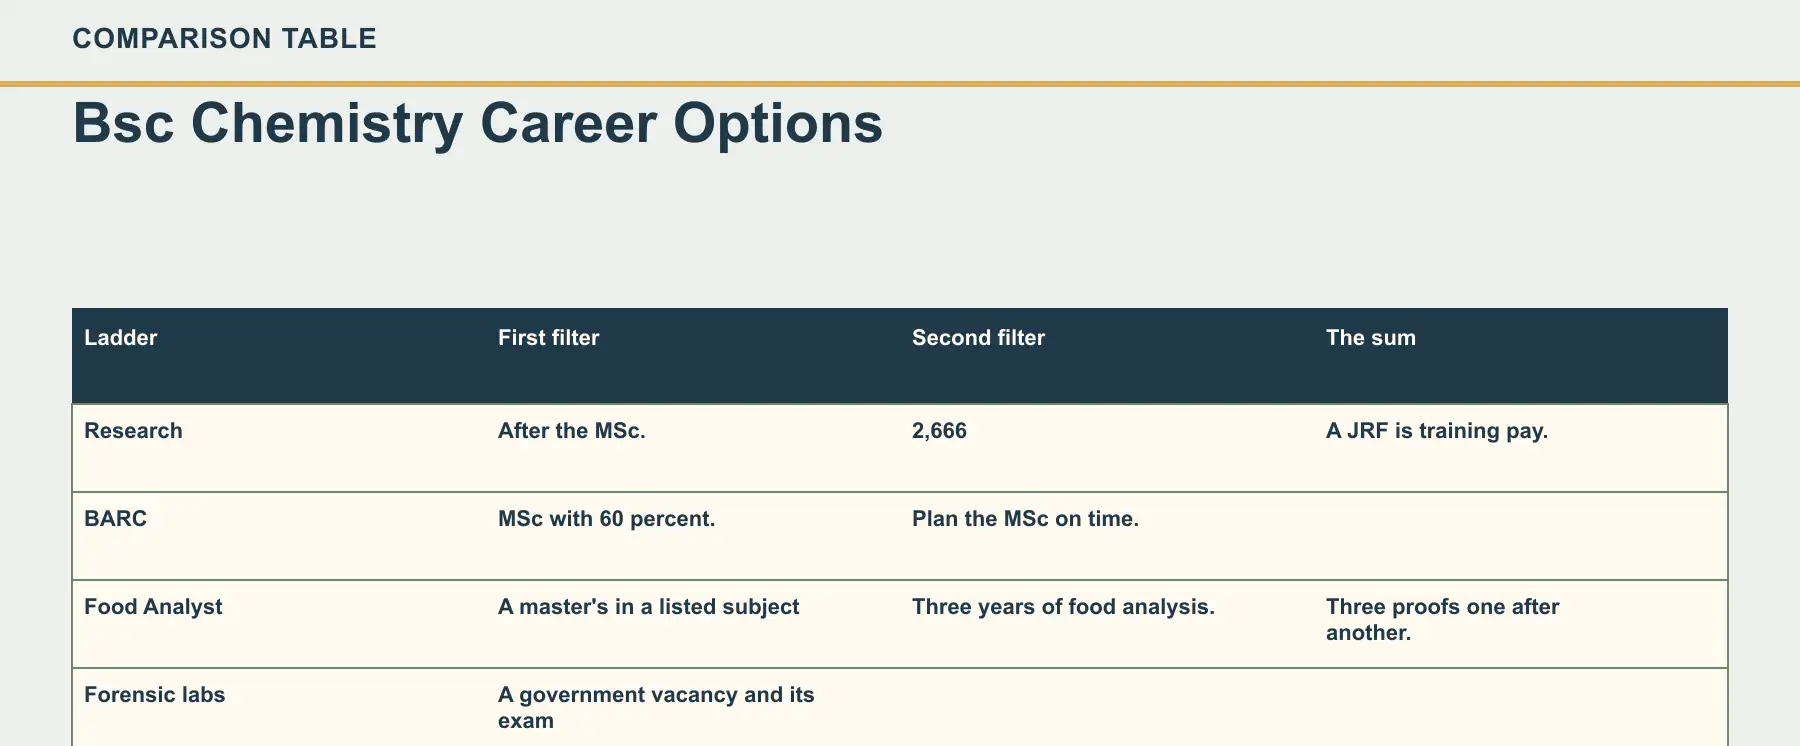 COMPARISON TABLE
Bsc Chemistry Career Options
Ladder First filter Second filter The sum
Research After the MSc. 2,666 A JRF is training pay.
BARC MSc with 60 percent. Plan the MSc on time.
Food Analyst A master's in a listed subject Three years of food analysis. Three proofs one after
another.
Forensic labs A government vacancy and its
exam